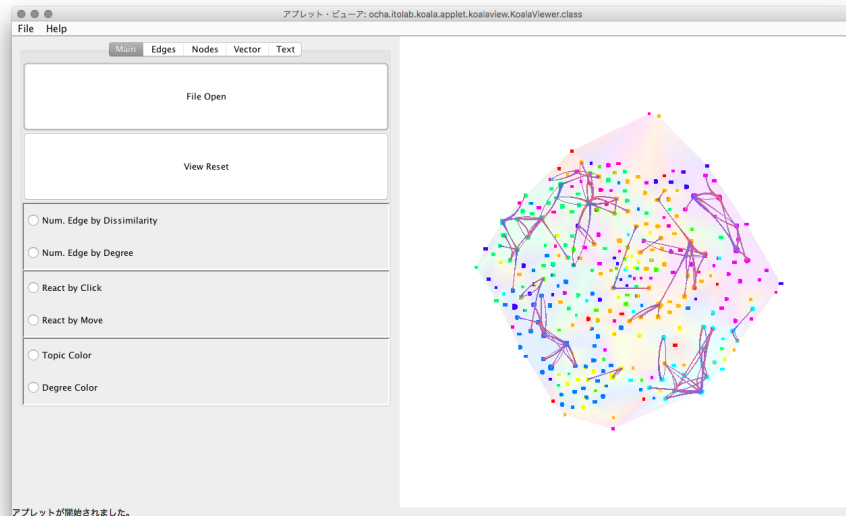 アプレット・ビューア: ocha.itolab.koala.applet.koalaview.KoalaViewer.class
File Help
Main Edges Nodes Vector Text
File Open
View Reset
Num. Edge by Dissimilarity
Num. Edge by Degree
React by Click
React by Move
Topic Color
Degree Color
アプレットが開始されました。